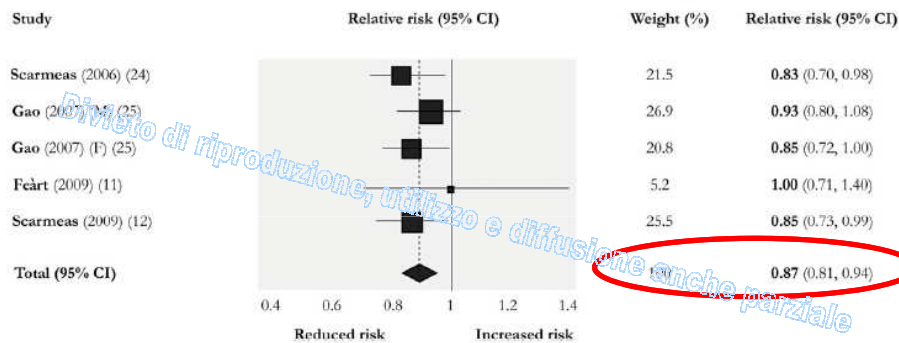 Study Relative risk (95% CI) Weight (%) Relative risk (95% CI)
Scarmeas (2006) (24) 21.5 0.83 (0.70, 0.98)
Gao (2007) (M) (25) 26.9 0.93 (0.80, 1.08)
Gao (2007) (F) (25) 20.8 0.85 (0.72, 1.00)
Feàrt (2009) (11) 5.2 1.00 (0.71, 1.40)
Scarmeas (2009) (12) 25.5 0.85 (0.73, 0.99)
Total (95% CI) 100 0.87 (0.81, 0.94)
0.4 0.6 0.8 1 1.2 1.4
Reduced risk Increased risk
Divieto di riproduzione, utilizzo e diffusione anche parziale